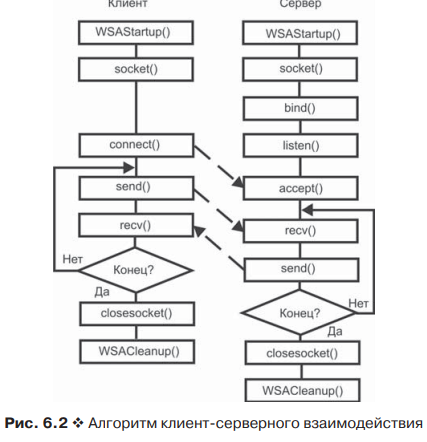 Клиент
Сервер
WSAStartup()
WSAStartup()
socket()
socket()
bind()
connect()
listen()
send()
accept()
recv()
recv()
Нет
Конец?
send()
Да
Нет
closesocket()
Конец?
Да
WSACleanup()
closesocket()
WSACleanup()
Рис. 6.2 ❖ Алгоритм клиент-серверного взаимодействия